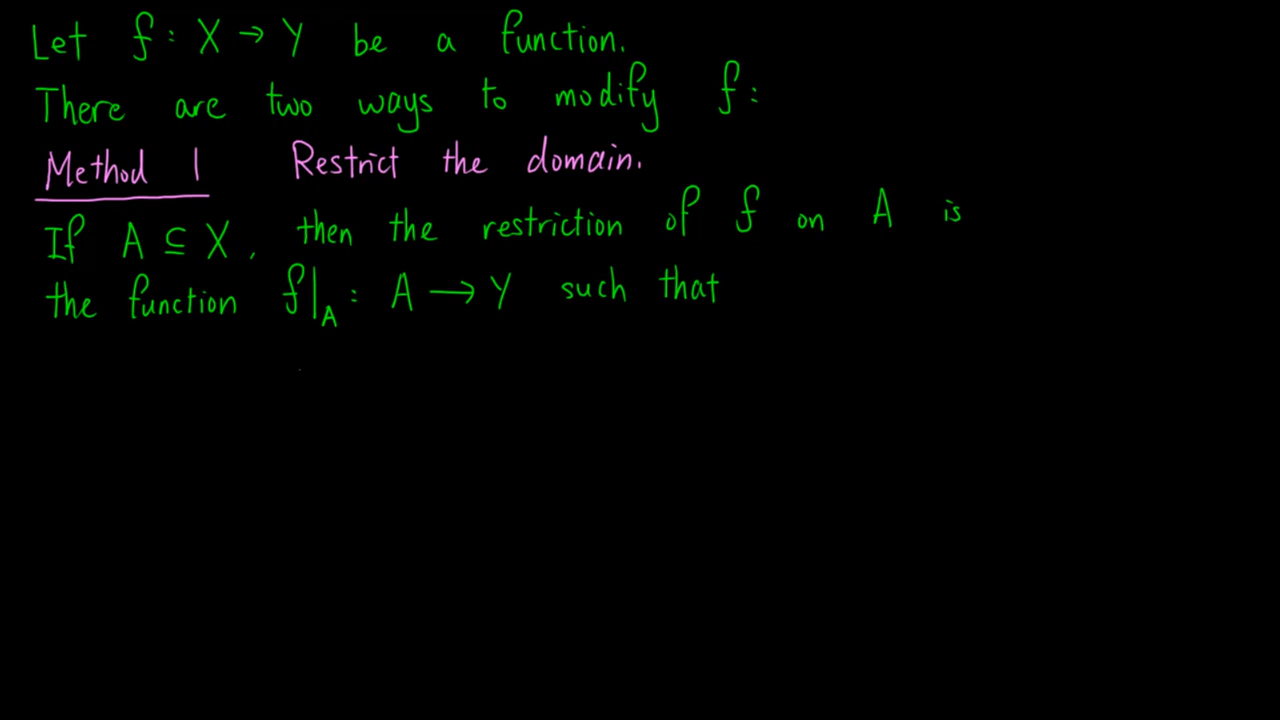 Let f: X → Y be a function.
There are two ways to modify f:
Method 1 Restrict the domain.
If A ⊆ X, then the restriction of f on A is
the function f|_A : A ⟶ Y such that